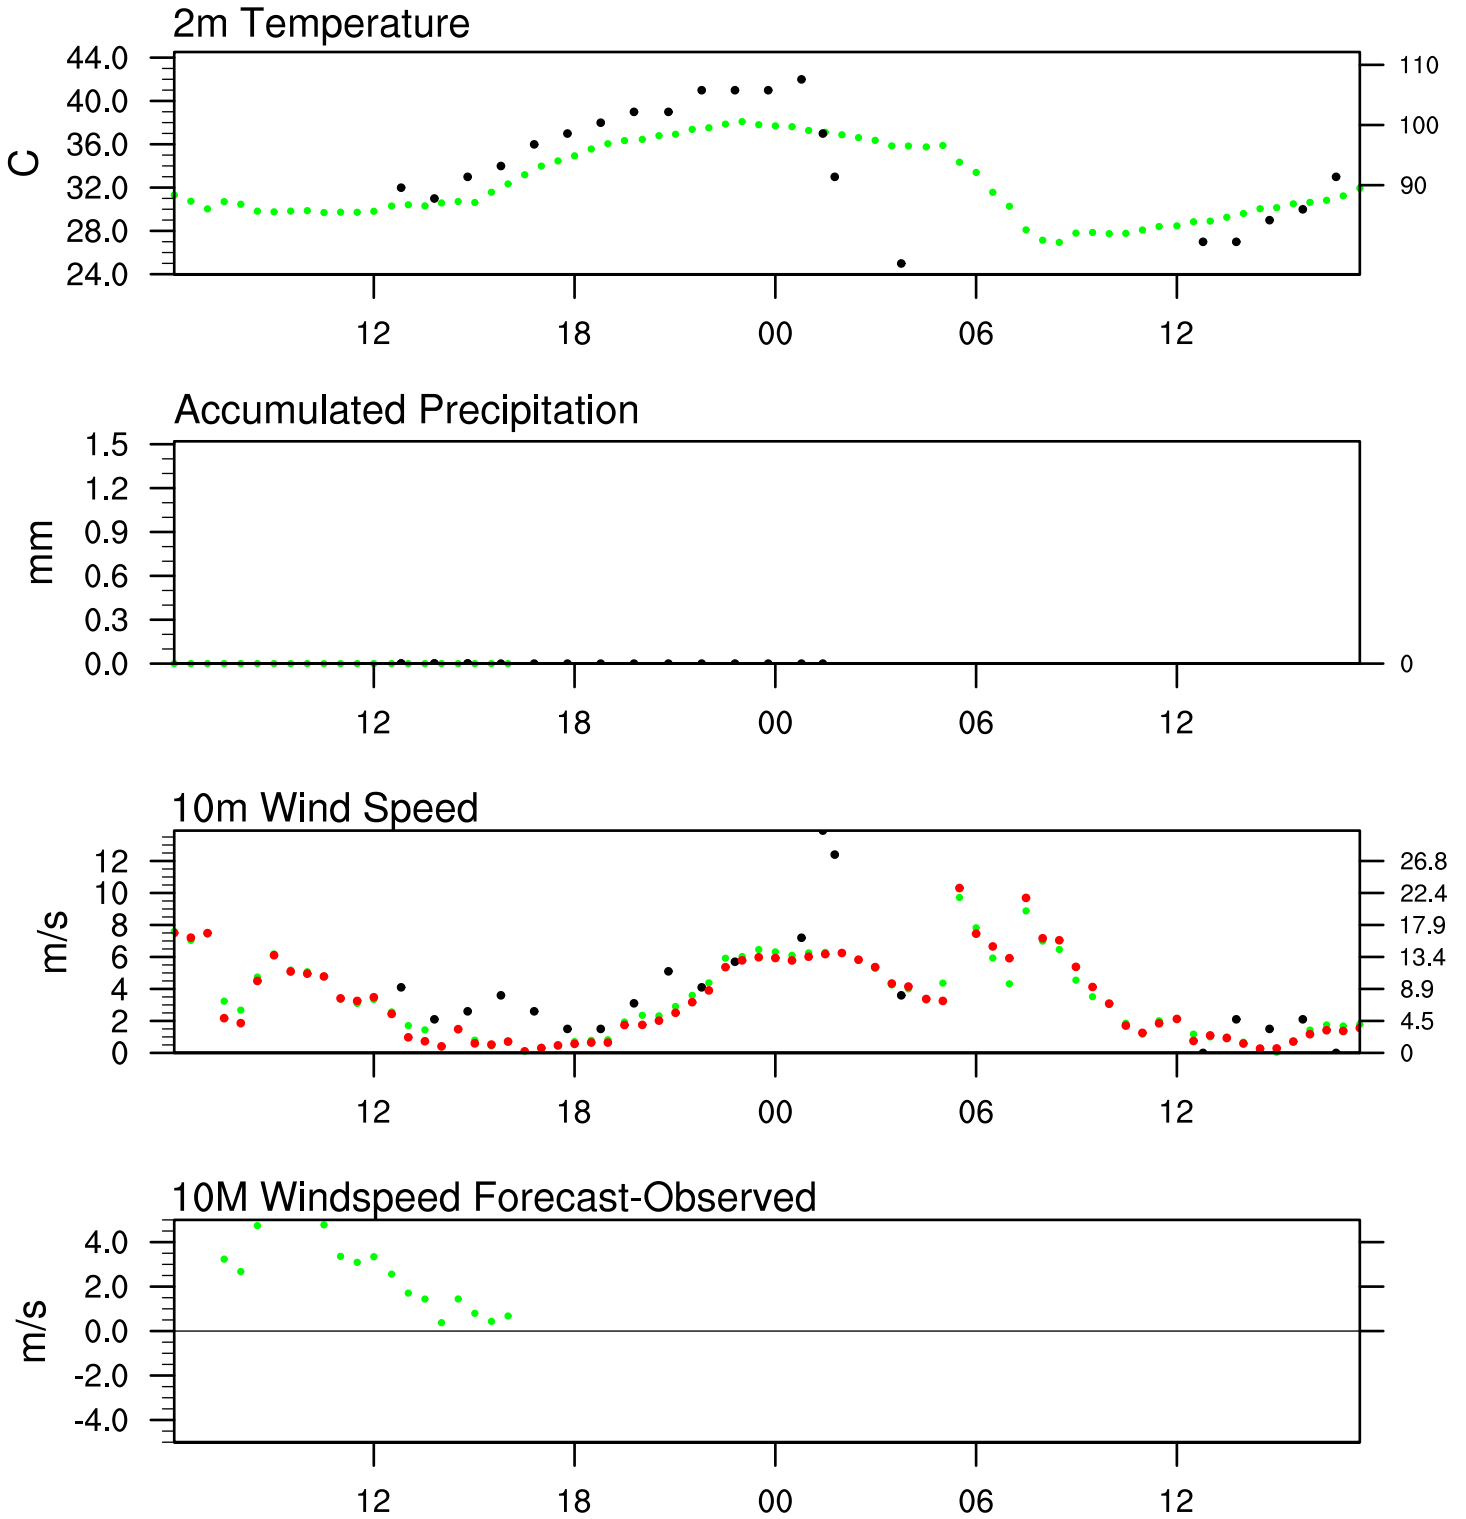 2m Temperature
C
44.0
40.0
36.0
32.0
28.0
24.0
110
100
90
12 18 00 06 12
Accumulated Precipitation
mm
1.5
1.2
0.9
0.6
0.3
0.0
0
12 18 00 06 12
10m Wind Speed
m/s
12
10
8
6
4
2
0
26.8
22.4
17.9
13.4
8.9
4.5
0
12 18 00 06 12
10M Windspeed Forecast-Observed
m/s
4.0
2.0
0.0
-2.0
-4.0
12 18 00 06 12